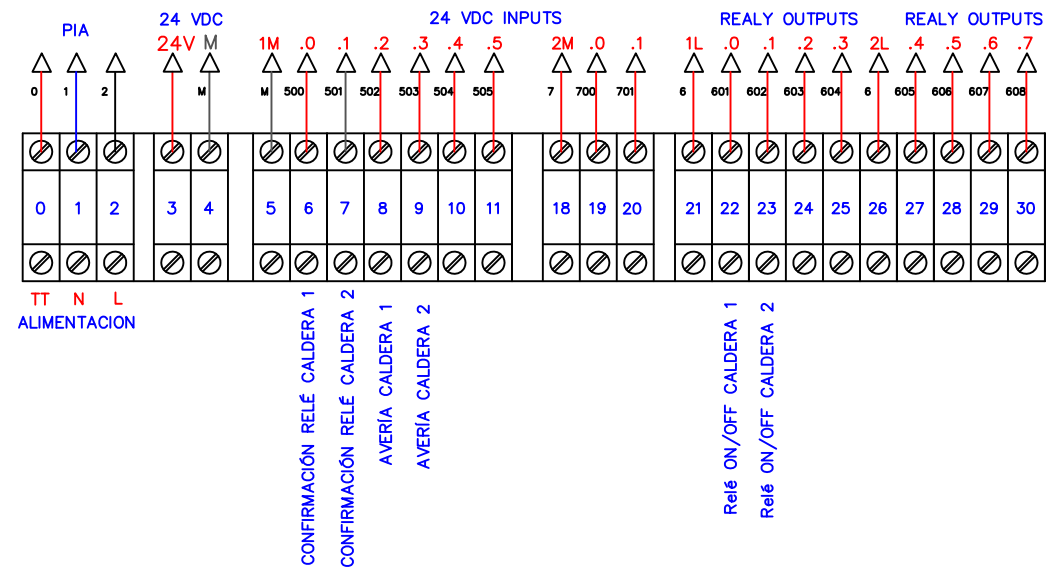 PIA
24 VDC
24 VDC INPUTS
REALY OUTPUTS
REALY OUTPUTS
24V M
1M .0 .1 .2 .3 .4 .5
2M .0 .1
1L .0 .1 .2 .3 2L .4 .5 .6 .7
0 1 2
M
M 500 501 502 503 504 505
7 700 701
6 601 602 603 604 6 605 606 607 608
0 1 2 3 4 5 6 7 8 9 10 11 18 19 20 21 22 23 24 25 26 27 28 29 30
TT N L
ALIMENTACION
CONFIRMACIÓN RELÉ CALDERA 1
CONFIRMACIÓN RELÉ CALDERA 2
AVERÍA CALDERA 1
AVERÍA CALDERA 2
Relé ON/OFF CALDERA 1
Relé ON/OFF CALDERA 2